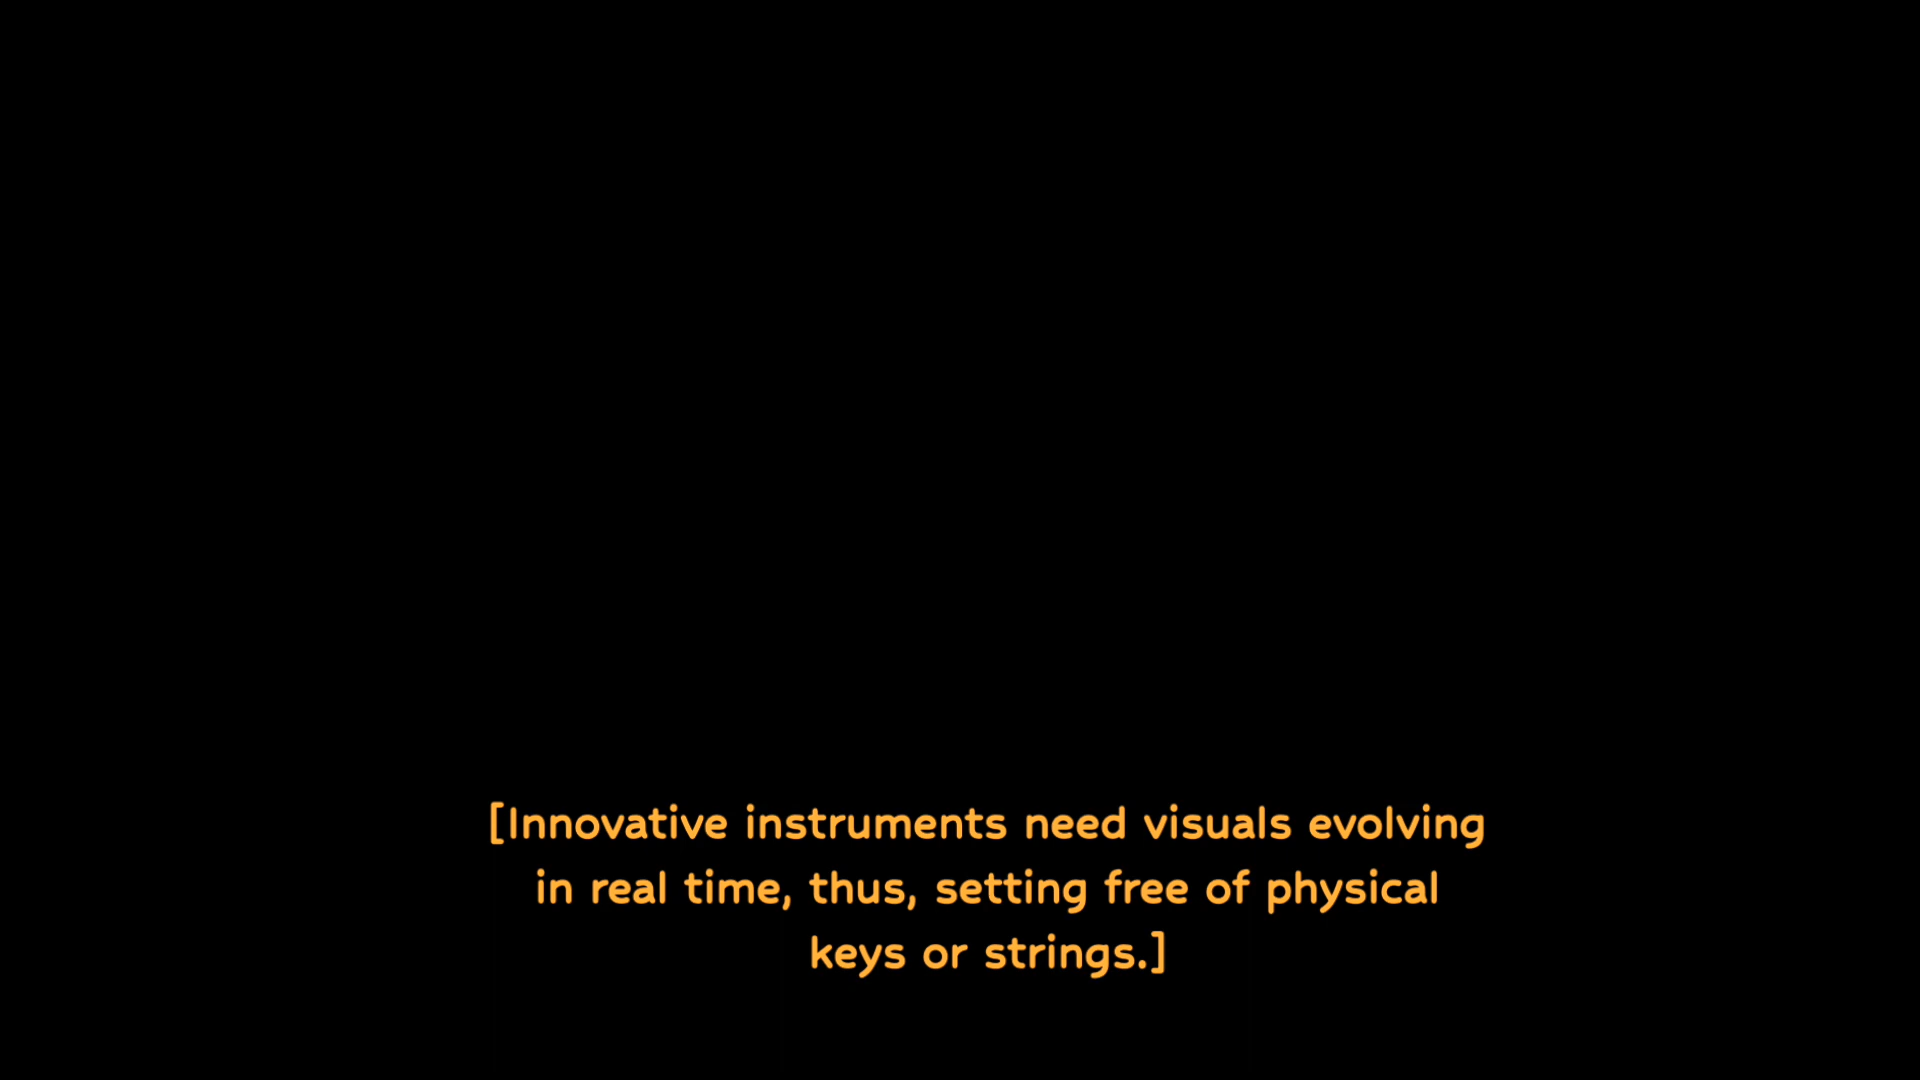 [Innovative instruments need visuals evolving
in real time, thus, setting free of physical
keys or strings.]